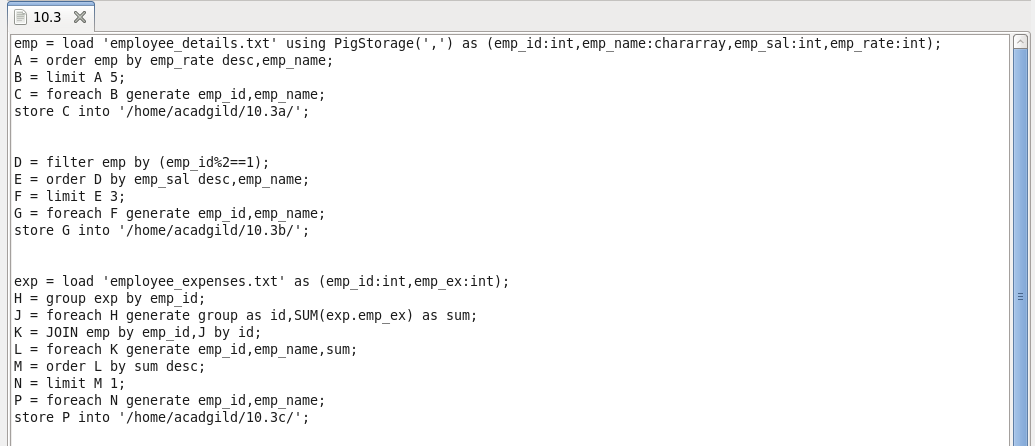 10.3
emp = load 'employee_details.txt' using PigStorage(',') as (emp_id:int,emp_name:chararray,emp_sal:int,emp_rate:int);
A = order emp by emp_rate desc,emp_name;
B = limit A 5;
C = foreach B generate emp_id,emp_name;
store C into '/home/acadgild/10.3a/';
D = filter emp by (emp_id%2==1);
E = order D by emp_sal desc,emp_name;
F = limit E 3;
G = foreach F generate emp_id,emp_name;
store G into '/home/acadgild/10.3b/';
exp = load 'employee_expenses.txt' as (emp_id:int,emp_ex:int);
H = group exp by emp_id;
J = foreach H generate group as id,SUM(exp.emp_ex) as sum;
K = JOIN emp by emp_id,J by id;
L = foreach K generate emp_id,emp_name,sum;
M = order L by sum desc;
N = limit M 1;
P = foreach N generate emp_id,emp_name;
store P into '/home/acadgild/10.3c/';